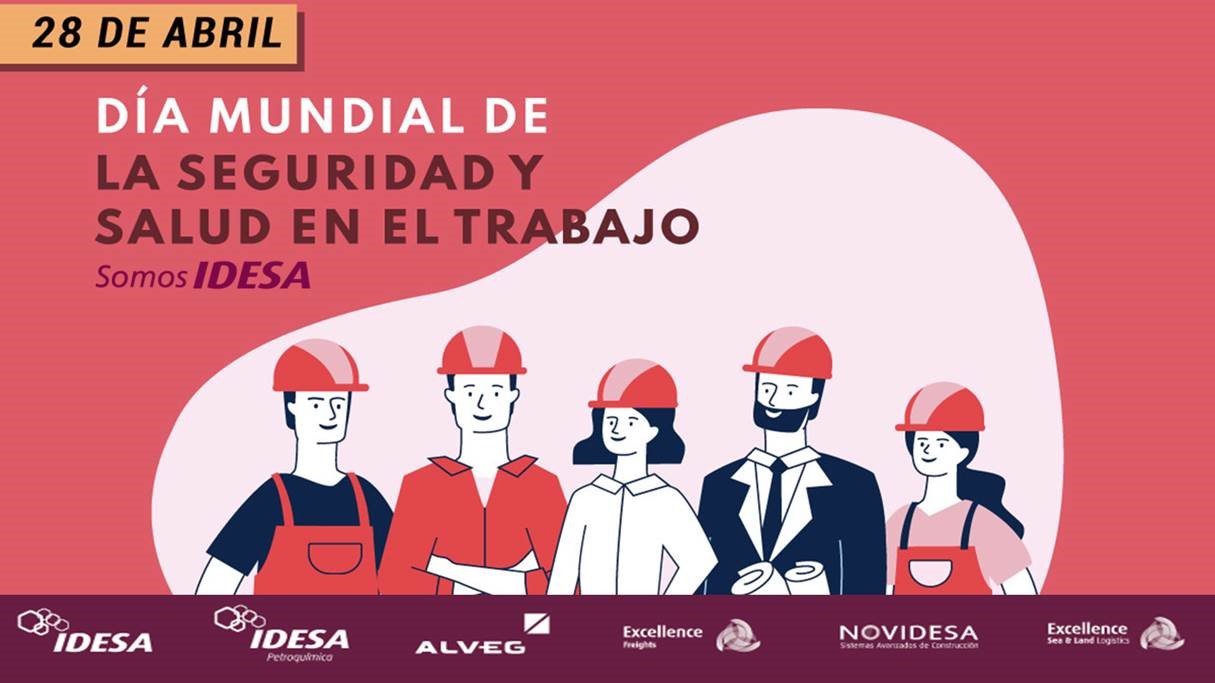 28 DE ABRIL
DÍA MUNDIAL DE
LA SEGURIDAD Y
SALUD EN EL TRABAJO
Somos IDESA
IDESA
IDESA
Petroquímica
ALVEG
Excellence
Freights
NOVIDESA
Sistemas Avanzados de Construcción
Excellence
Sea & Land Logistics